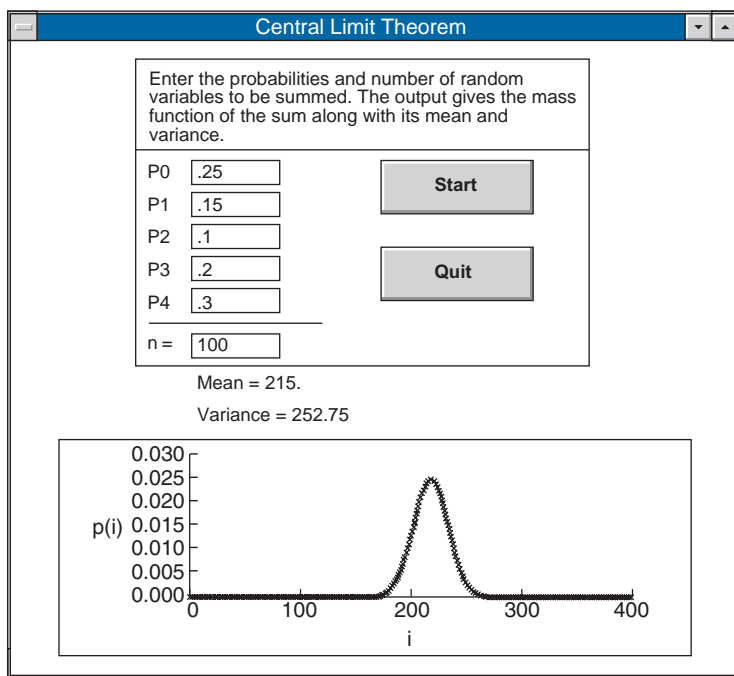 Central Limit Theorem
Enter the probabilities and number of random
variables to be summed. The output gives the mass
function of the sum along with its mean and
variance.
P0 .25
Start
P1 .15
P2 .1
P3 .2
Quit
P4 .3
n = 100
Mean = 215.
Variance = 252.75
0.030
0.025
0.020
p(i) 0.015
0.010
0.005
0.000
0 100 200 300 400
i